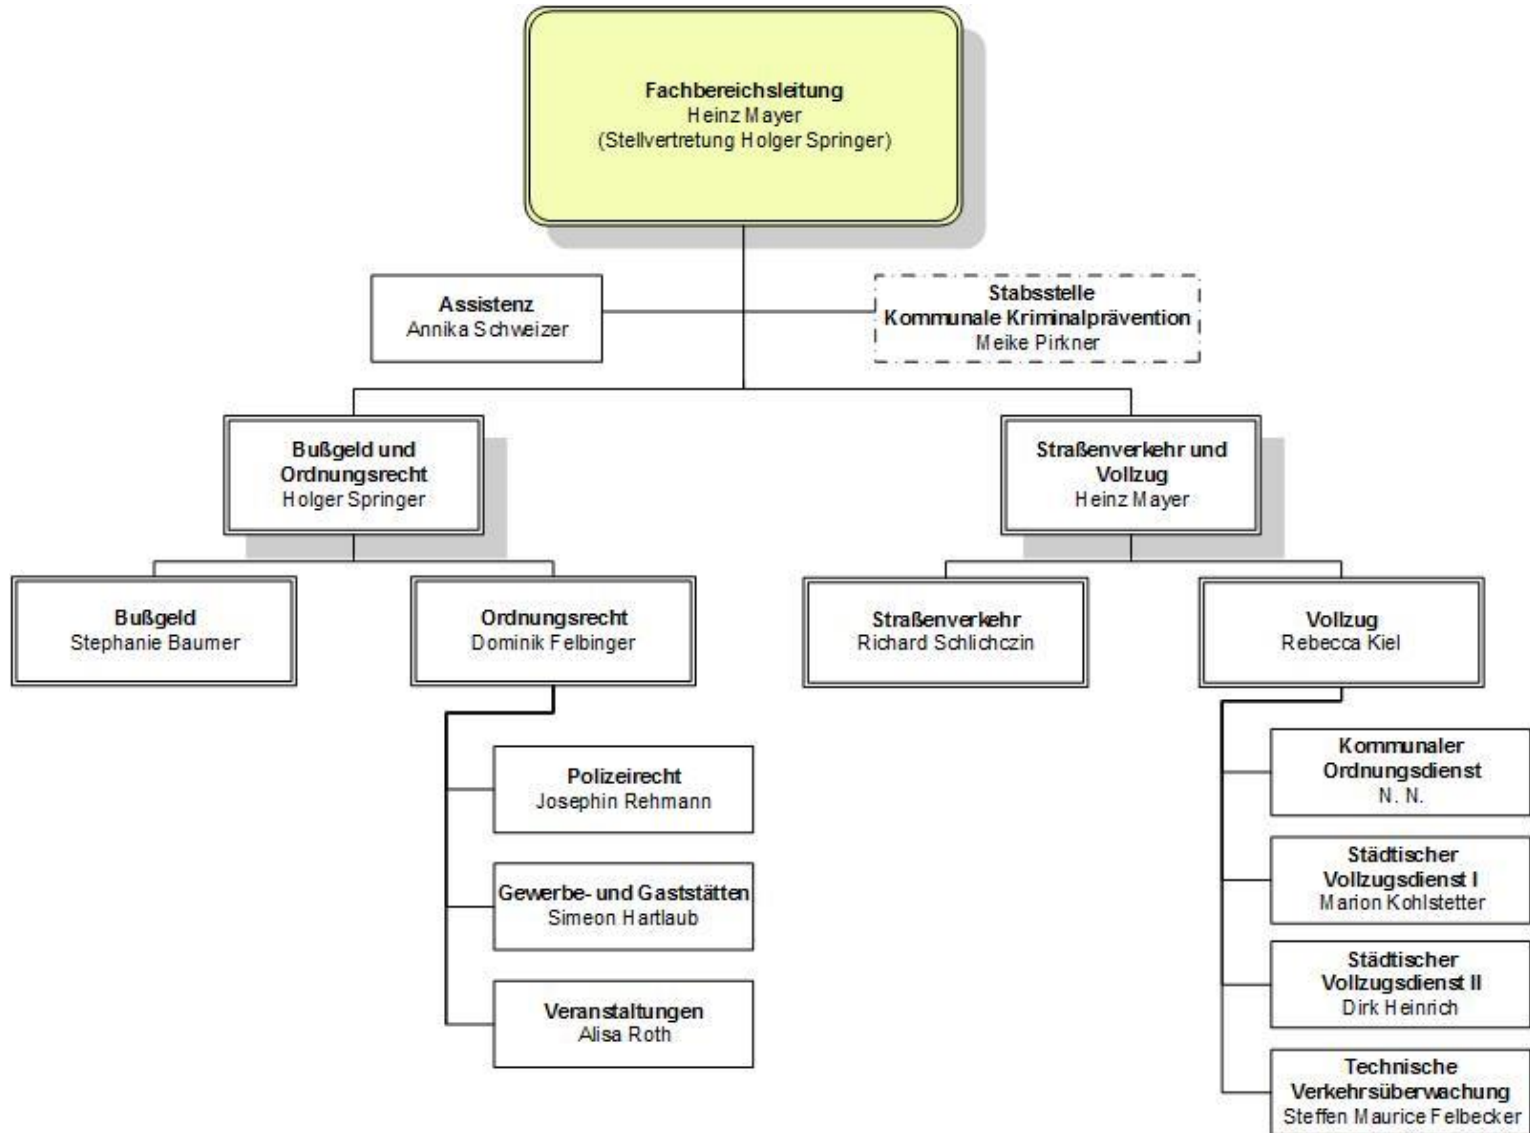 Fachbereichsleitung
Heinz Mayer
(Stellvertretung Holger Springer)
Assistenz
Annika Schweizer
Stabsstelle
Kommunale Kriminalprävention
Meike Pirkner
Bußgeld und
Ordnungsrecht
Holger Springer
Straßenverkehr und
Vollzug
Heinz Mayer
Bußgeld
Stephanie Baumer
Ordnungsrecht
Dominik Felbinger
Straßenverkehr
Richard Schlichczin
Vollzug
Rebecca Kiel
Polizeirecht
Josephin Rehmann
Gewerbe- und Gaststätten
Simeon Hartlaub
Veranstaltungen
Alisa Roth
Kommunaler
Ordnungsdienst
N. N.
Städtischer
Vollzugsdienst I
Marion Kohlstetter
Städtischer
Vollzugsdienst II
Dirk Heinrich
Technische
Verkehrsüberwachung
Steffen Maurice Felbecker